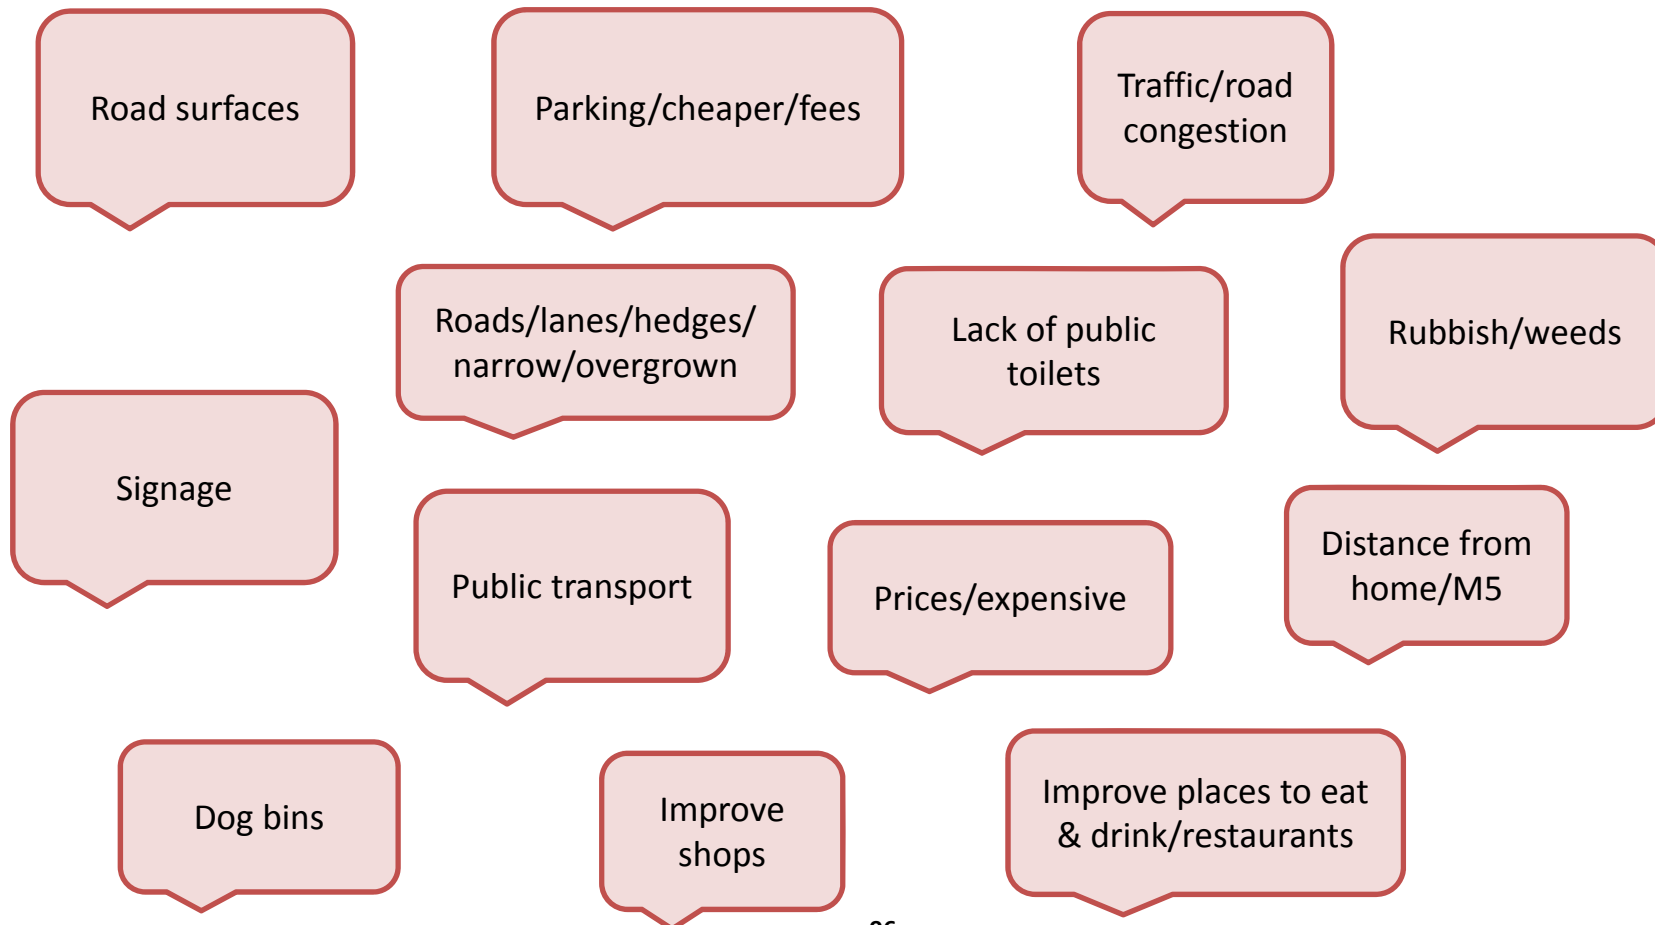 Road surfaces
Parking/cheaper/fees
Traffic/road
congestion
Roads/lanes/hedges/
narrow/overgrown
Lack of public
toilets
Rubbish/weeds
Signage
Public transport
Prices/expensive
Distance from
home/M5
Dog bins
Improve
shops
Improve places to eat
& drink/restaurants